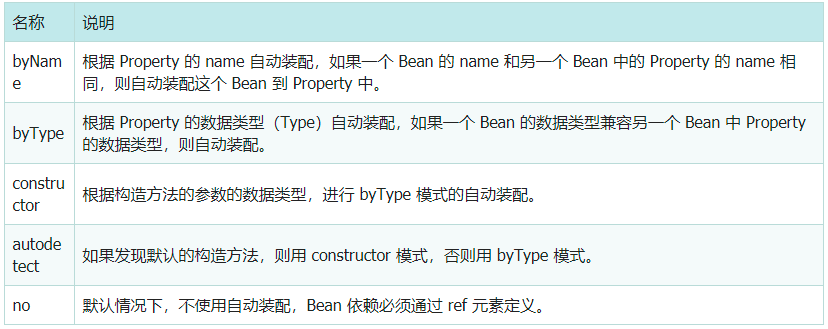 名称 说明
byNam
e
根据 Property 的 name 自动装配，如果一个 Bean 的 name 和另一个 Bean 中的 Property 的 name 相
同，则自动装配这个 Bean 到 Property 中。
byType
根据 Property 的数据类型（Type）自动装配，如果一个 Bean 的数据类型兼容另一个 Bean 中 Property
的数据类型，则自动装配。
constru
ctor
根据构造方法的参数的数据类型，进行 byType 模式的自动装配。
autode
tect
如果发现默认的构造方法，则用 constructor 模式，否则用 byType 模式。
no 默认情况下，不使用自动装配，Bean 依赖必须通过 ref 元素定义。